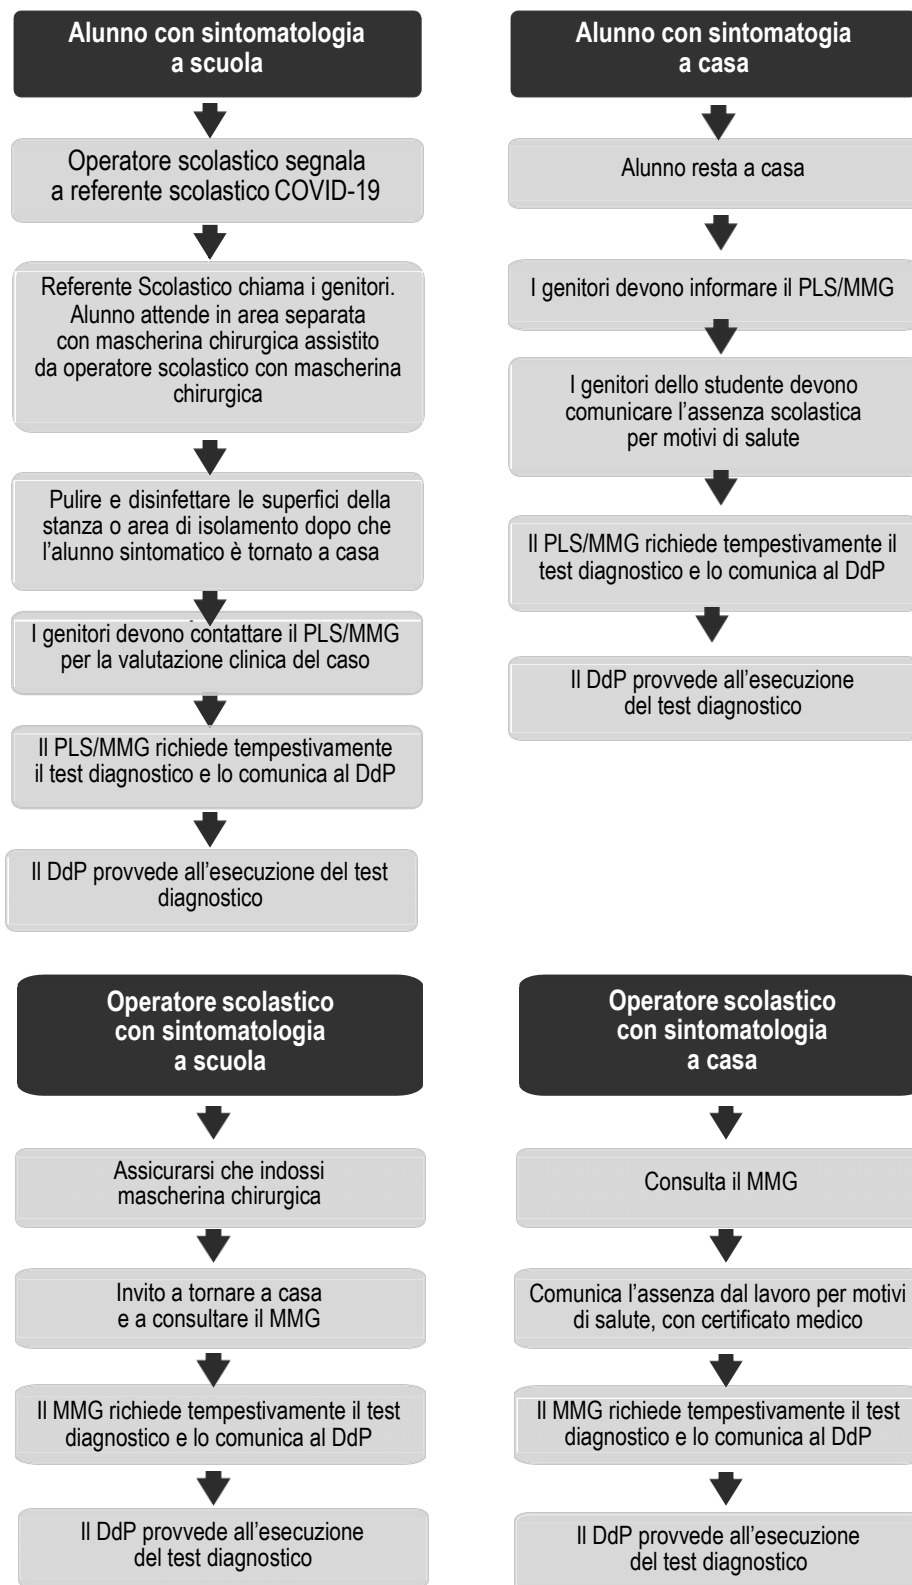 Alunno con sintomatologia
a scuola
Operatore scolastico segnala
a referente scolastico COVID-19
Referente Scolastico chiama i genitori.
Alunno attende in area separata
con mascherina chirurgica assistito
da operatore scolastico con mascherina
chirurgica
Pulire e disinfettare le superfici della
stanza o area di isolamento dopo che
l'alunno sintomatico è tornato a casa
I genitori devono contattare il PLS/MMG
per la valutazione clinica del caso
Il PLS/MMG richiede tempestivamente
il test diagnostico e lo comunica al DdP
Il DdP provvede all'esecuzione del test
diagnostico
Alunno con sintomatogia
a casa
Alunno resta a casa
I genitori devono informare il PLS/MMG
I genitori dello studente devono
comunicare l'assenza scolastica
per motivi di salute
Il PLS/MMG richiede tempestivamente il
test diagnostico e lo comunica al DdP
Il DdP provvede all'esecuzione
del test diagnostico
Operatore scolastico
con sintomatologia
a scuola
Assicurarsi che indossi
mascherina chirurgica
Invito a tornare a casa
e a consultare il MMG
Il MMG richiede tempestivamente il test
diagnostico e lo comunica al DdP
Il DdP provvede all'esecuzione
del test diagnostico
Operatore scolastico
con sintomatologia
a casa
Consulta il MMG
Comunica l'assenza dal lavoro per motivi
di salute, con certificato medico
Il MMG richiede tempestivamente il test
diagnostico e lo comunica al DdP
Il DdP provvede all'esecuzione
del test diagnostico